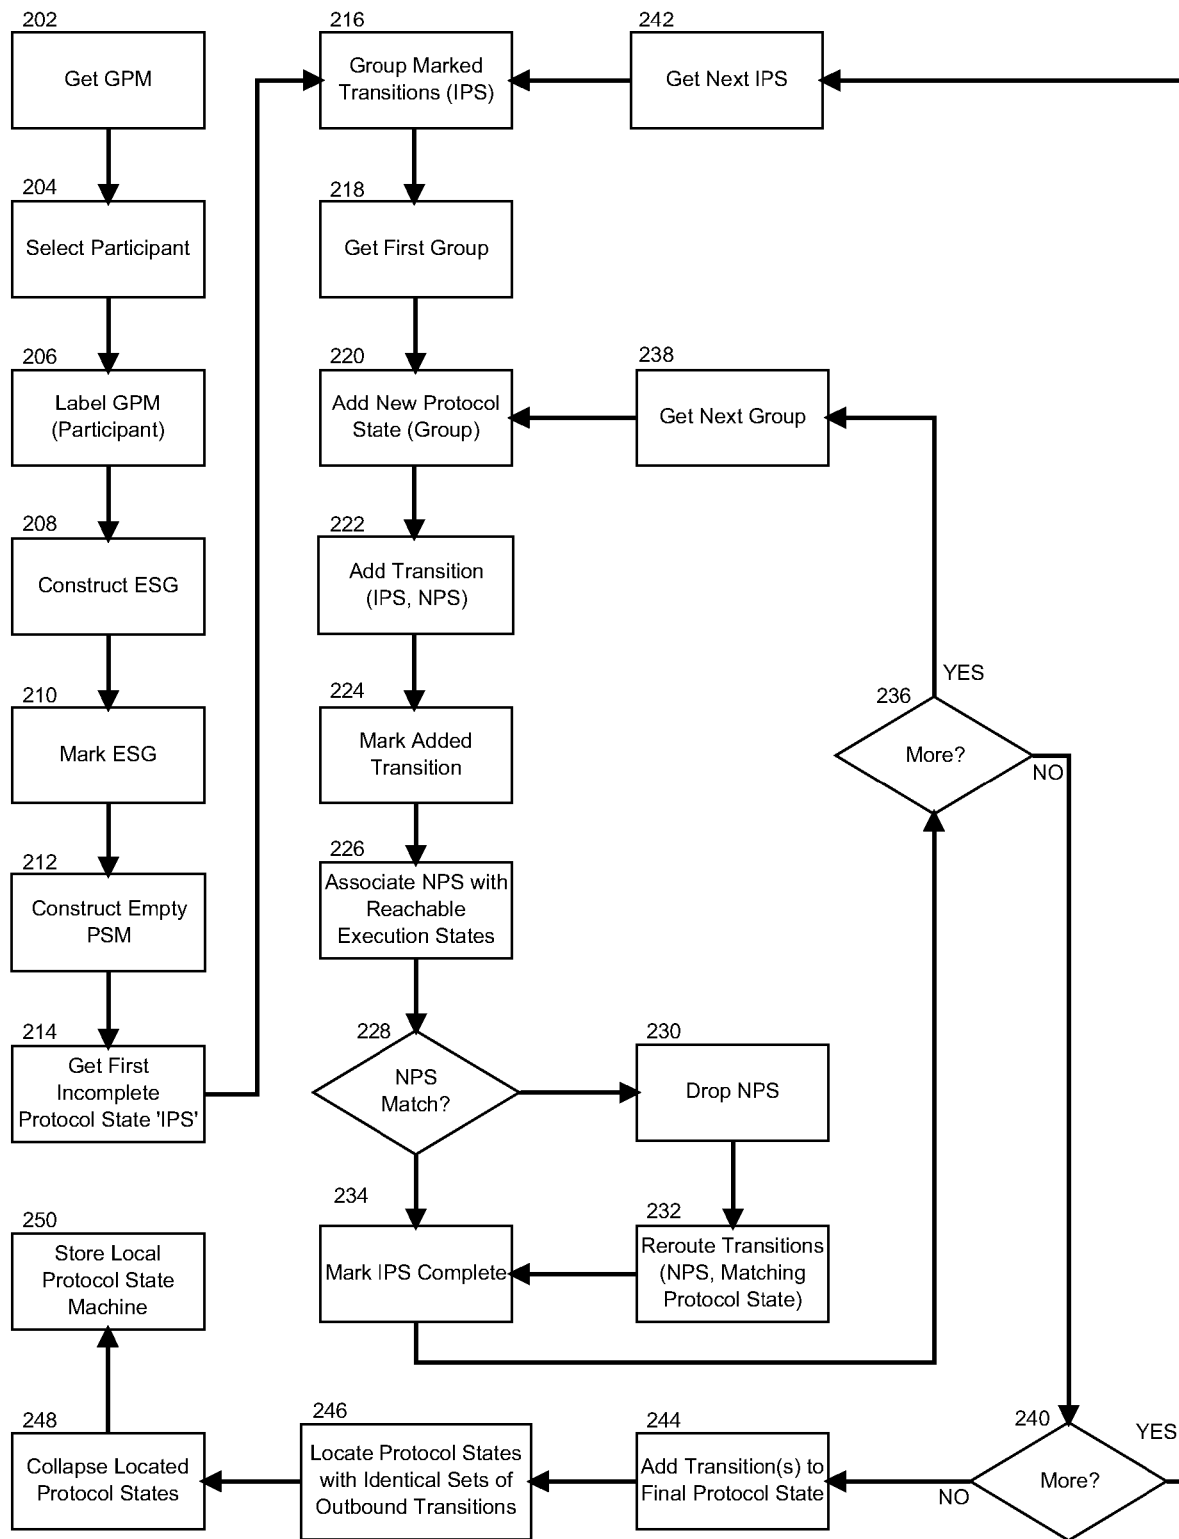 202
Get GPM
204
Select Participant
206
Label GPM
(Participant)
208
Construct ESG
210
Mark ESG
212
Construct Empty
PSM
214
Get First
Incomplete
Protocol State 'IPS'
216
Group Marked
Transitions (IPS)
218
Get First Group
220
Add New Protocol
State (Group)
222
Add Transition
(IPS, NPS)
224
Mark Added
Transition
226
Associate NPS with
Reachable
Execution States
228
NPS
Match?
230
Drop NPS
232
Reroute Transitions
(NPS, Matching
Protocol State)
234
Mark IPS Complete
236
More?
YES
NO
238
Get Next Group
240
More?
YES
NO
242
Get Next IPS
244
Add Transition(s) to
Final Protocol State
246
Locate Protocol States
with Identical Sets of
Outbound Transitions
248
Collapse Located
Protocol States
250
Store Local
Protocol State
Machine